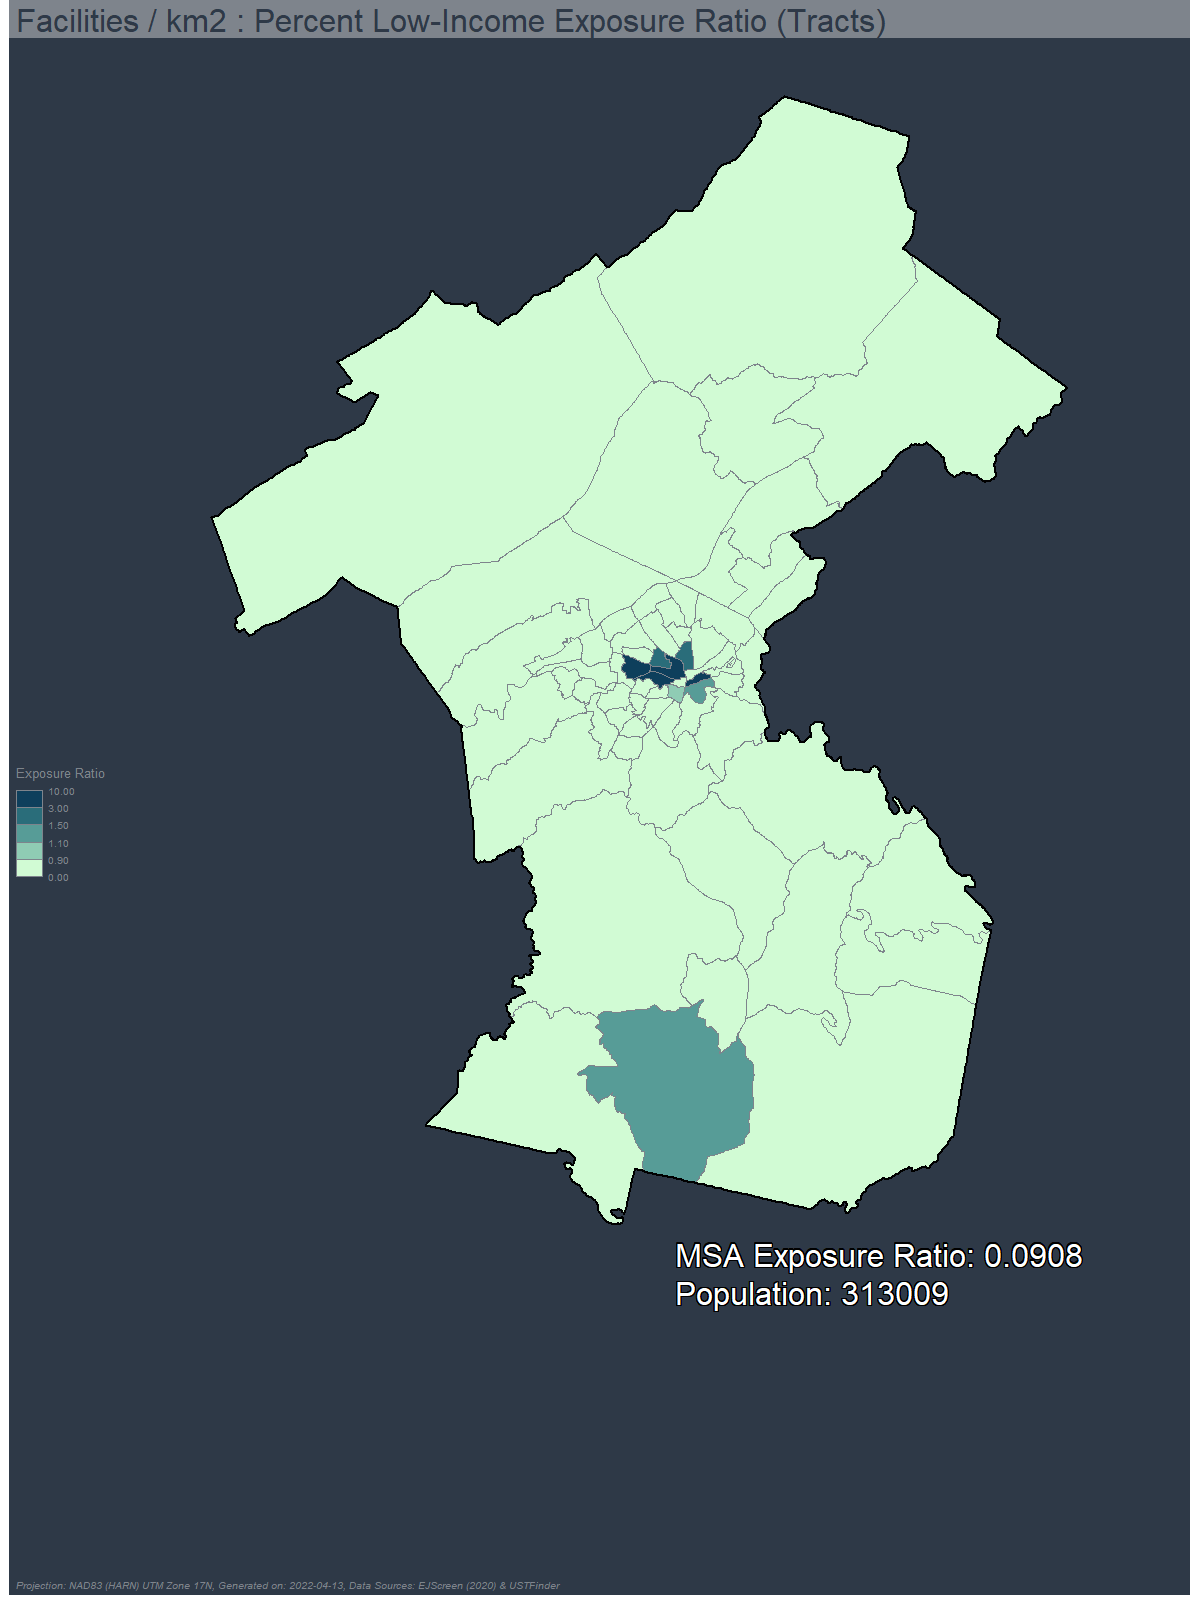 Facilities / km2 : Percent Low-Income Exposure Ratio (Tracts)
Exposure Ratio
10.00
3.00
1.50
1.10
0.90
0.00
MSA Exposure Ratio: 0.0908
Population: 313009
Projection: NAD83 (HARN) UTM Zone 17N, Generated on: 2022-04-13, Data Sources: EJScreen (2020) & USTFinder